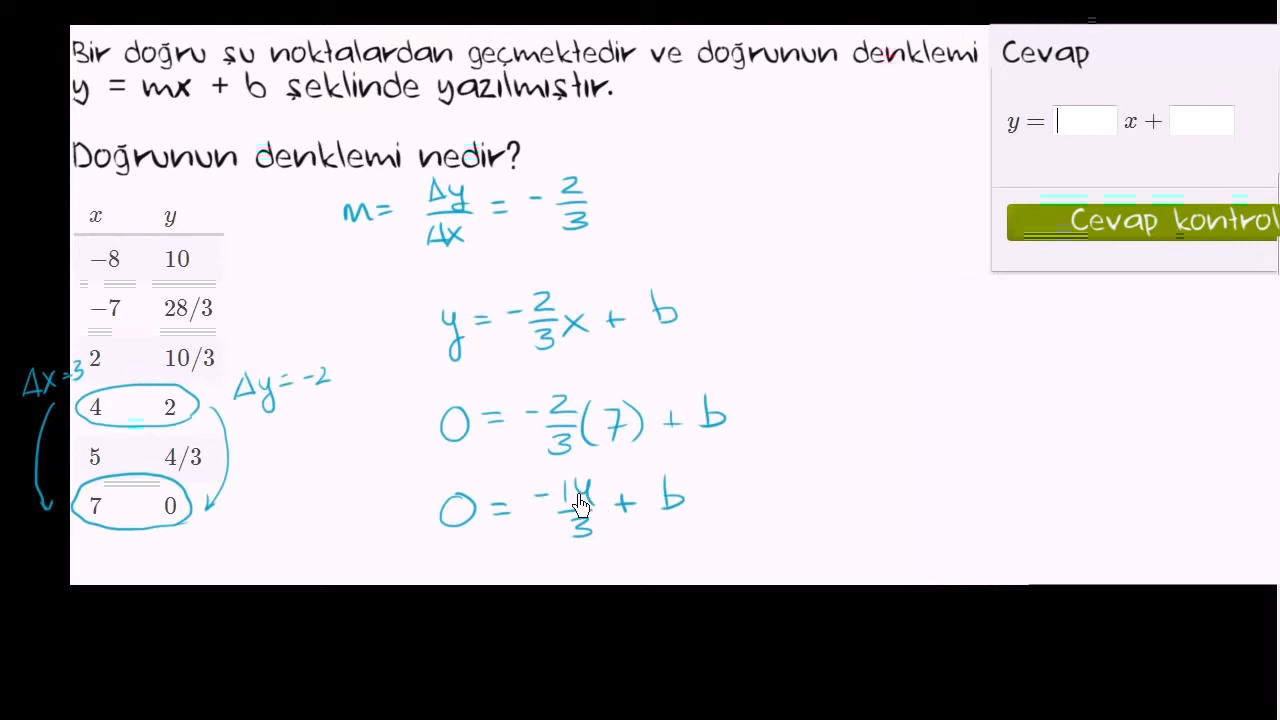 Bir doğru şu noktalardan geçmektedir ve doğrunun denklemi
y = mx + b şeklinde yazılmıştır.
Doğrunun denklemi nedir?
x y
−8 10
−7 28/3
2 10/3
4 2
5 4/3
7 0
Δx=3
Δy=-2
m= Δy/Δx = -2/3
y = -2/3 x + b
0 = -2/3 (7) + b
0 = -14/3 + b
Cevap
y = x +
Cevap kontrol